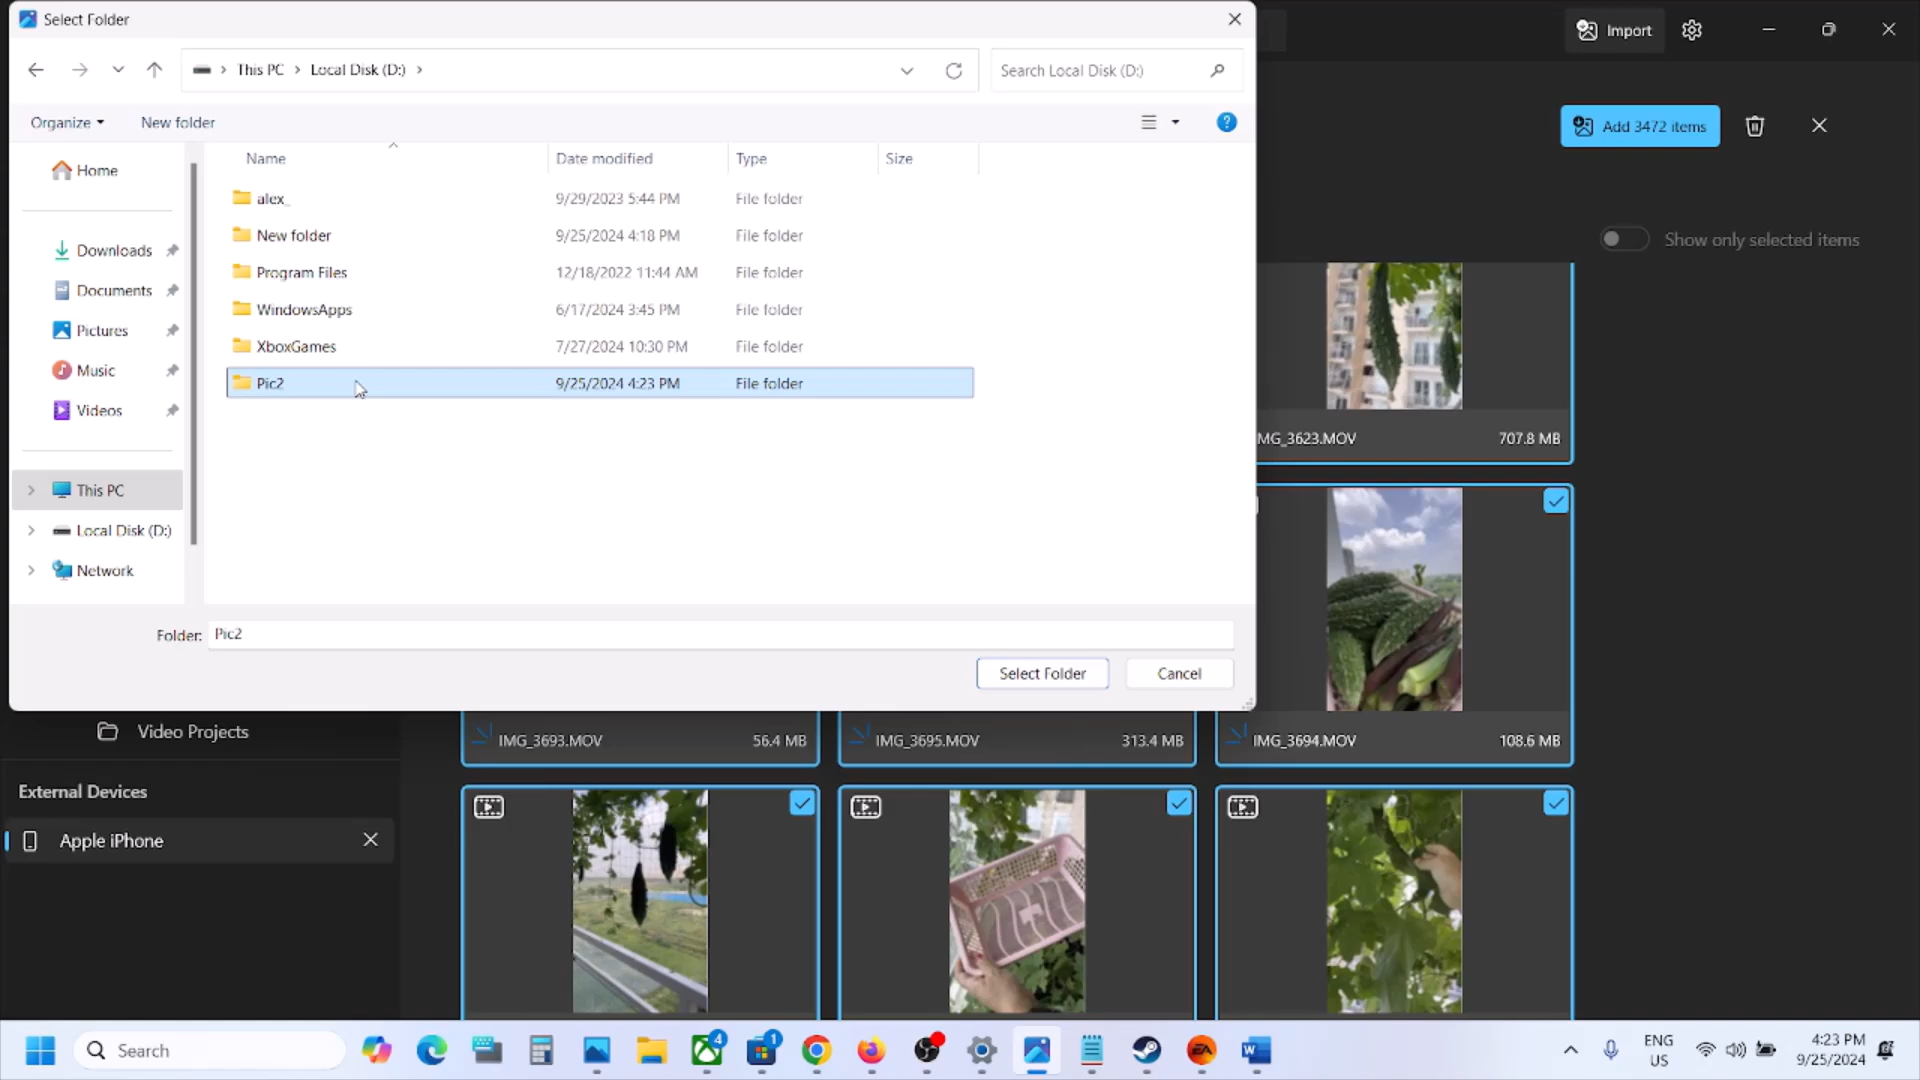 Select Folder
This PC > Local Disk (D:) >
Search Local Disk (D:)
Import
Organize
New folder
Add 3472 items
Name
Date modified
Type
Size
Home
Downloads
Documents
Pictures
Music
Videos
This PC
Local Disk (D:)
Network
alex_ 9/29/2023 5:44 PM File folder
New folder 9/25/2024 4:18 PM File folder
Program Files 12/18/2022 11:44 AM File folder
WindowsApps 6/17/2024 3:45 PM File folder
XboxGames 7/27/2024 10:30 PM File folder
Pic2 9/25/2024 4:23 PM File folder
Show only selected items
MG_3623.MOV 707.8 MB
Folder: Pic2
Select Folder
Cancel
Video Projects
IMG_3693.MOV 56.4 MB
IMG_3695.MOV 313.4 MB
IMG_3694.MOV 108.6 MB
External Devices
Apple iPhone
Search
4
1
ENG
US
4:23 PM
9/25/2024